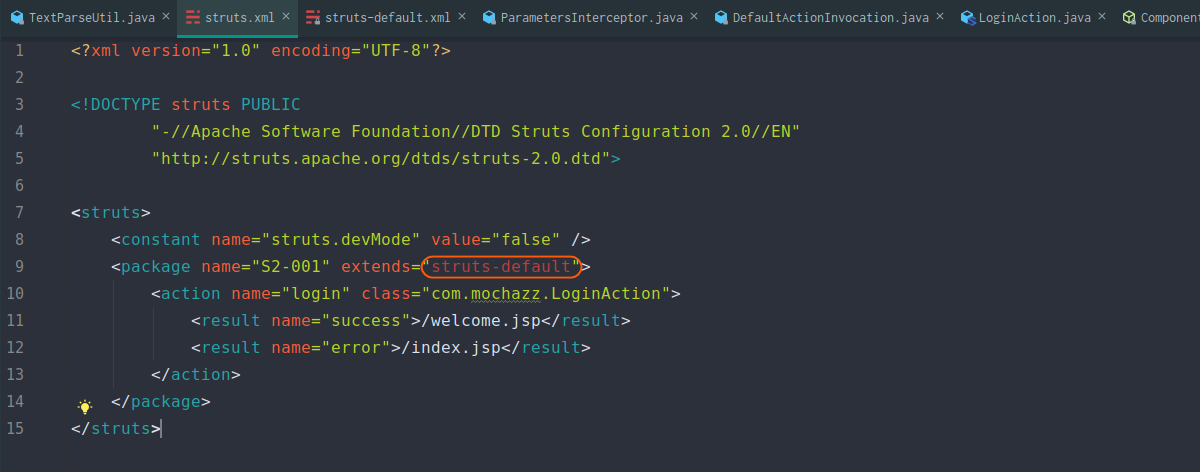 TextParseUtil.java × struts.xml × struts-default.xml × ParametersInterceptor.java × DefaultActionInvocation.java × LoginAction.java × Component
1 <?xml version="1.0" encoding="UTF-8"?>
2
3 <!DOCTYPE struts PUBLIC
4 "-//Apache Software Foundation//DTD Struts Configuration 2.0//EN"
5 "http://struts.apache.org/dtds/struts-2.0.dtd">
6
7 <struts>
8 <constant name="struts.devMode" value="false" />
9 <package name="S2-001" extends="struts-default">
10 <action name="login" class="com.mochazz.LoginAction">
11 <result name="success">/welcome.jsp</result>
12 <result name="error">/index.jsp</result>
13 </action>
14 </package>
15 </struts>